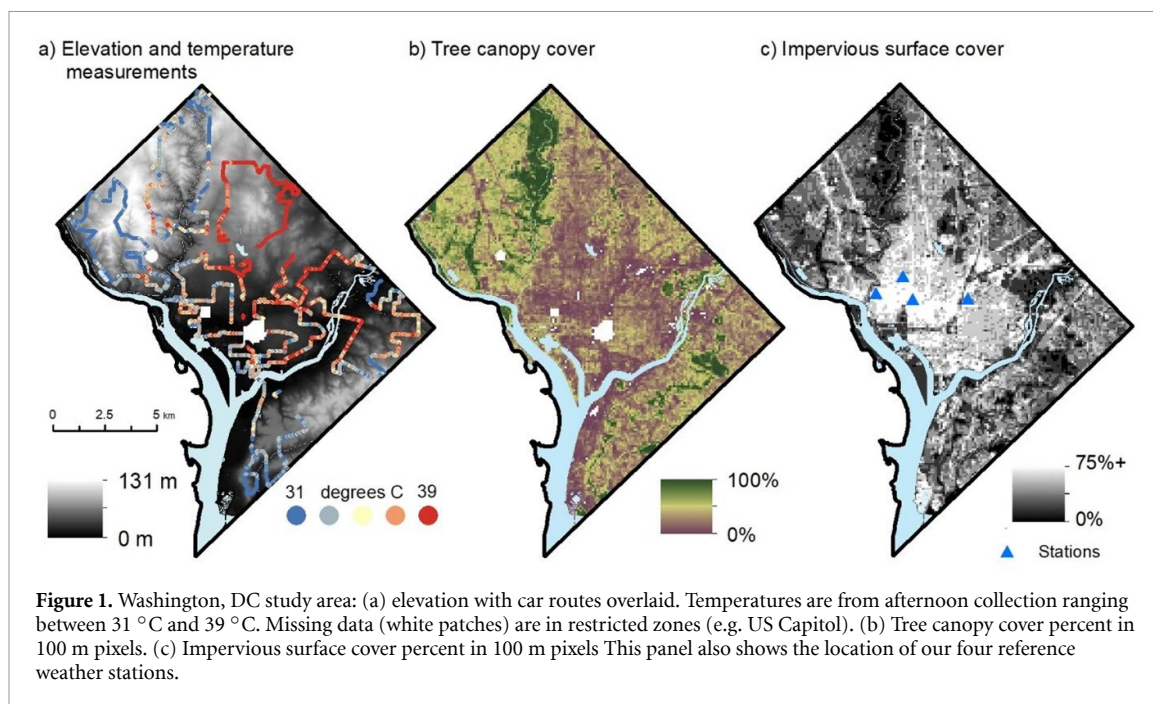 a) Elevation and temperature
measurements
b) Tree canopy cover
c) Impervious surface cover
0 2.5 5 km
131 m
0 m
31 degrees C 39
100%
0%
75%+
0%
Stations
Figure 1. Washington, DC study area: (a) elevation with car routes overlaid. Temperatures are from afternoon collection ranging
between 31 °C and 39 °C. Missing data (white patches) are in restricted zones (e.g. US Capitol). (b) Tree canopy cover percent in
100 m pixels. (c) Impervious surface cover percent in 100 m pixels This panel also shows the location of our four reference
weather stations.